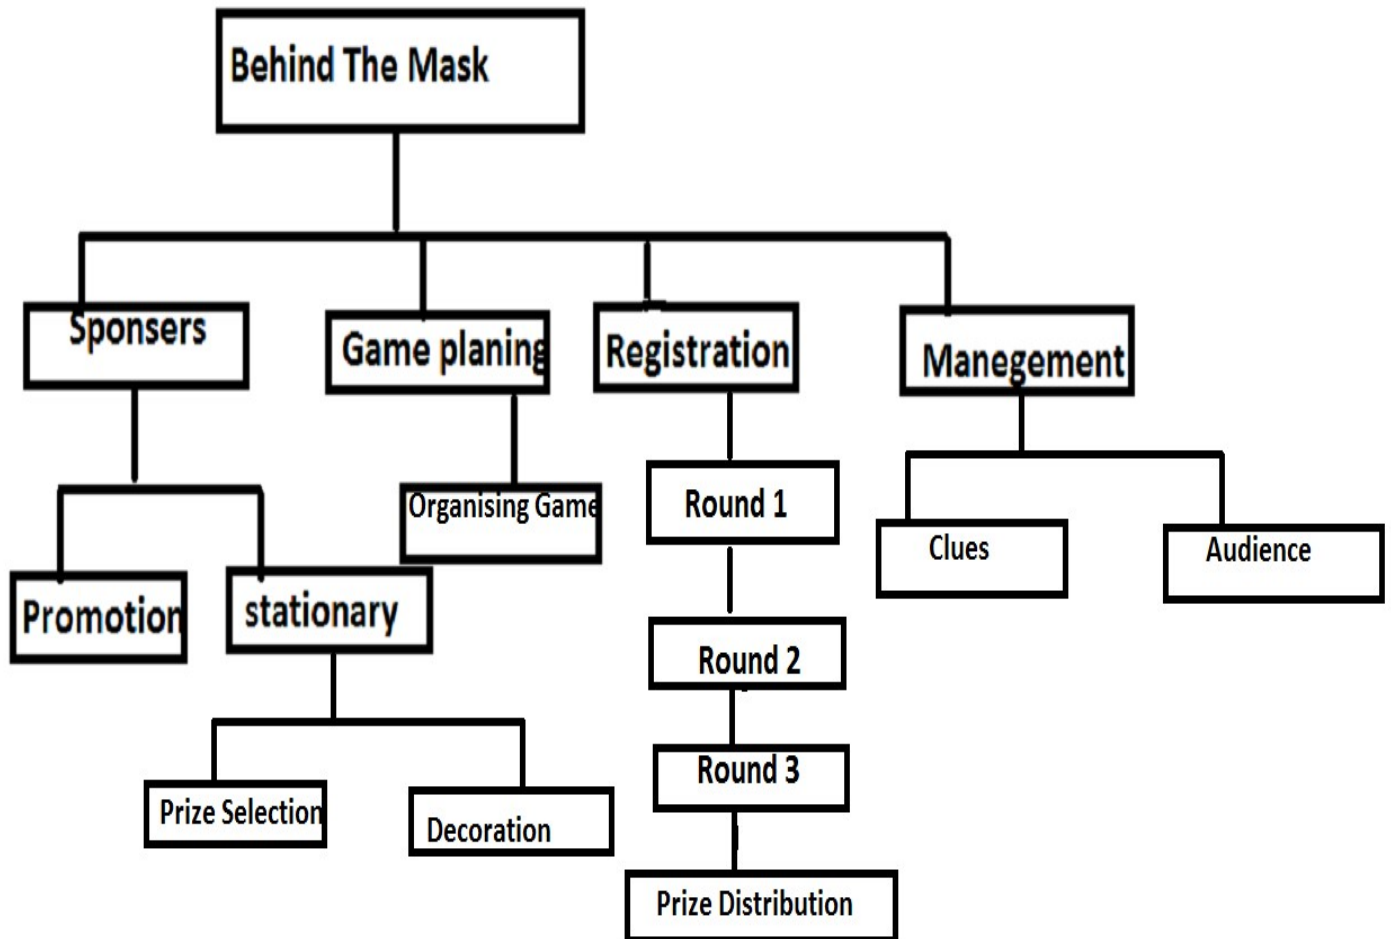 Behind The Mask
Sponsers
Game planing
Registration
Manegement
Organising Game
Round 1
Clues
Audience
Promotion
stationary
Round 2
Round 3
Prize Selection
Decoration
Prize Distribution